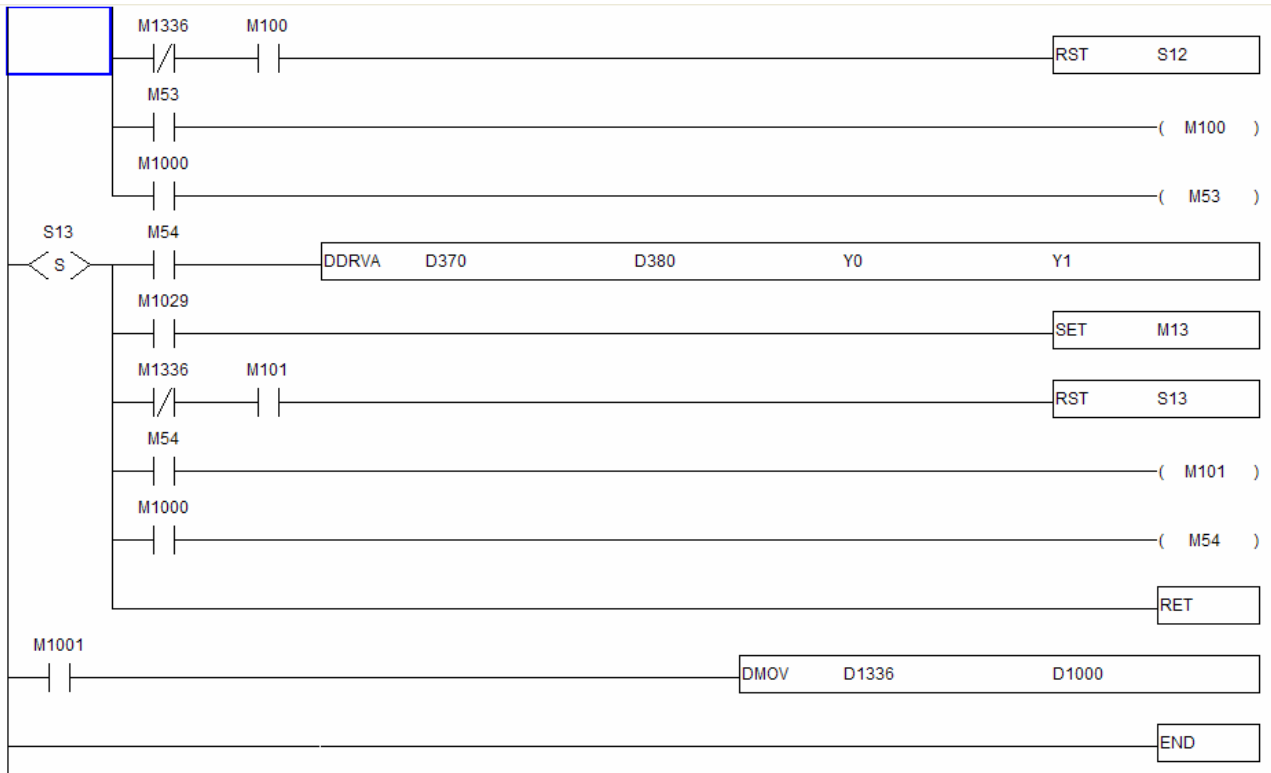 M1336 M100
RST S12
M53
( M100 )
M1000
( M53 )
S13 M54
S DDRVA D370 D380 Y0 Y1
M1029
SET M13
M1336 M101
RST S13
M54
( M101 )
M1000
( M54 )
RET
M1001
DMOV D1336 D1000
END